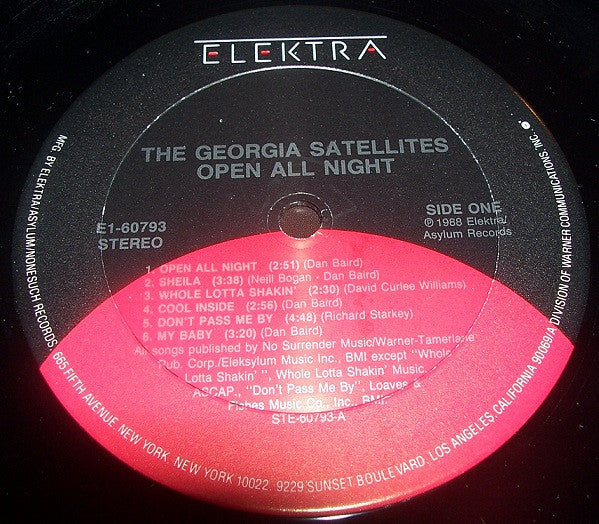 ELEKTRA
THE GEORGIA SATELLITES
OPEN ALL NIGHT
E1-60793
STEREO
SIDE ONE
℗ 1988 Elektra/
Asylum Records
1. OPEN ALL NIGHT (2:51) (Dan Baird)
2. SHEILA (3:38) (Neill Bogan - Dan Baird)
3. WHOLE LOTTA SHAKIN' (2:30) (David Curlee Williams)
4. COOL INSIDE (2:56) (Dan Baird)
5. DON'T PASS ME BY (4:48) (Richard Starkey)
6. MY BABY (3:20) (Dan Baird)
All songs published by No Surrender Music/Warner-Tamerlane
Pub. Corp./Eleksylum Music Inc., BMI except "Whole
Lotta Shakin' ", Whole Lotta Shakin' Music,
ASCAP., "Don't Pass Me By", Loaves &
Fishes Music Co., Inc., BMI.
STE-60793-A
MFG BY ELEKTRA/ASYLUM/NONESUCH RECORDS, 665 FIFTH AVENUE, NEW YORK, NEW YORK 10022. 9229 SUNSET BOULEVARD, LOS ANGELES, CALIFORNIA 90069/A DIVISION OF WARNER COMMUNICATIONS, INC.